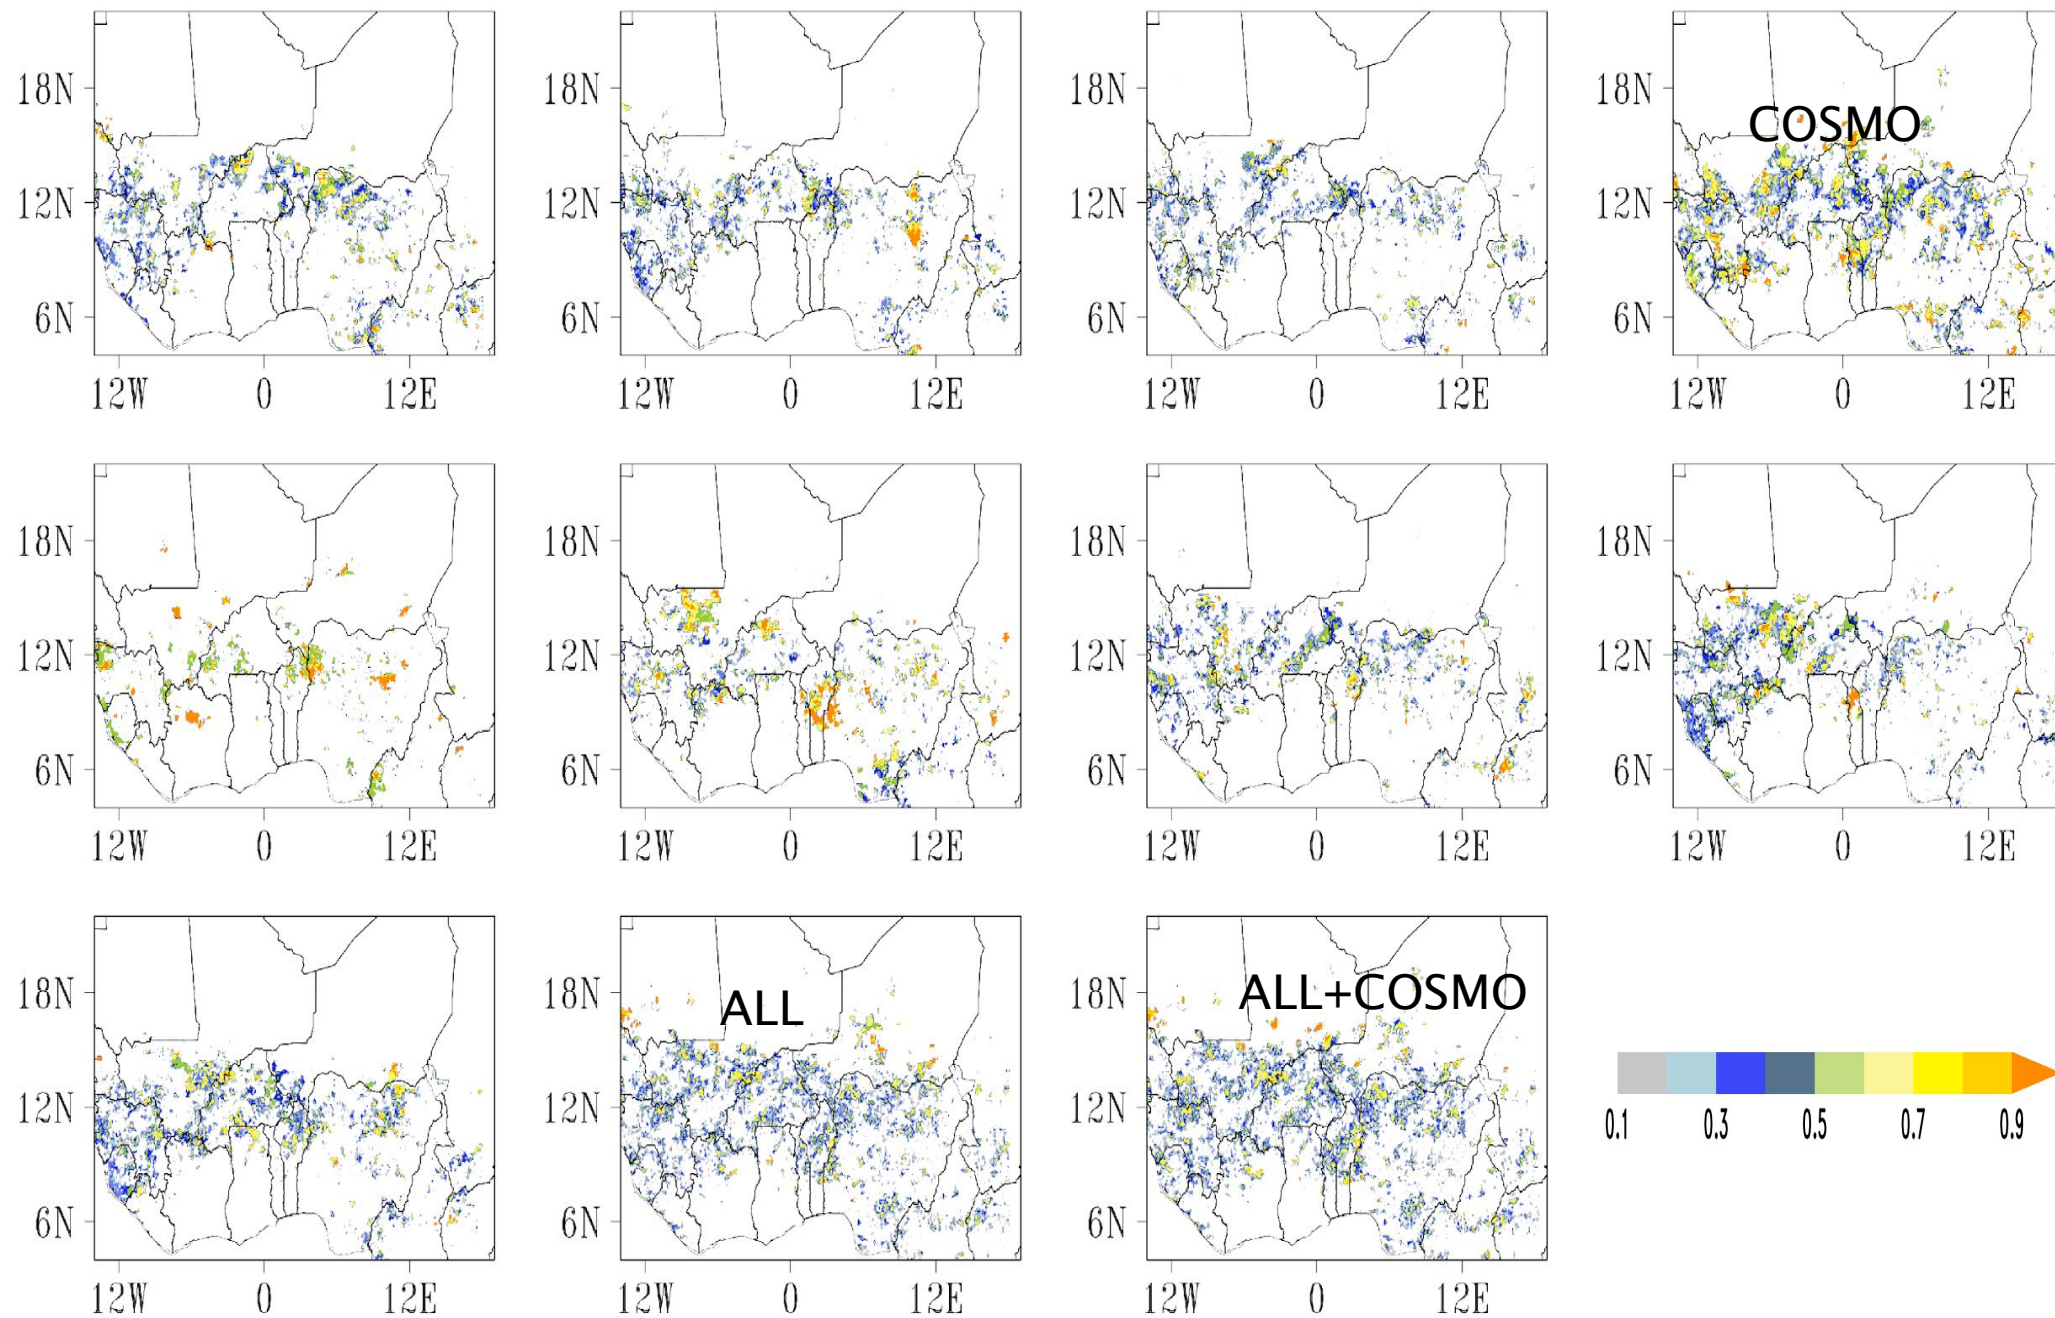 18N 18N 18N 18N
COSMO
12N 12N 12N 12N
6N 6N 6N 6N
12W 0 12E 12W 0 12E 12W 0 12E 12W 0 12E
18N 18N 18N 18N
12N 12N 12N 12N
6N 6N 6N 6N
12W 0 12E 12W 0 12E 12W 0 12E 12W 0 12E
18N 18N 18N
ALL ALL+COSMO
12N 12N 12N
0.1 0.3 0.5 0.7 0.9
6N 6N 6N
12W 0 12E 12W 0 12E 12W 0 12E